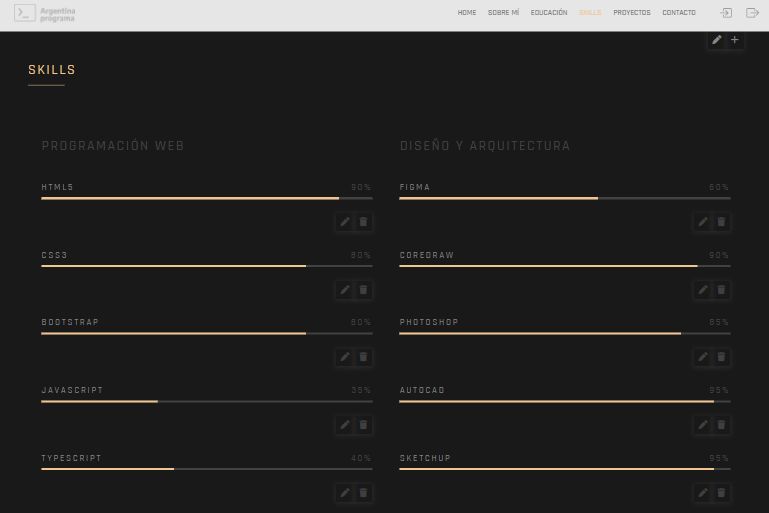 Argentina
programa
HOME SOBRE MÍ EDUCACIÓN SKILLS PROYECTOS CONTACTO
SKILLS
PROGRAMACIÓN WEB
HTML5 90%
CSS3 80%
BOOTSTRAP 80%
JAVASCRIPT 35%
TYPESCRIPT 40%
DISEÑO Y ARQUITECTURA
FIGMA 60%
COREDRAW 90%
PHOTOSHOP 85%
AUTOCAD 95%
SKETCHUP 95%